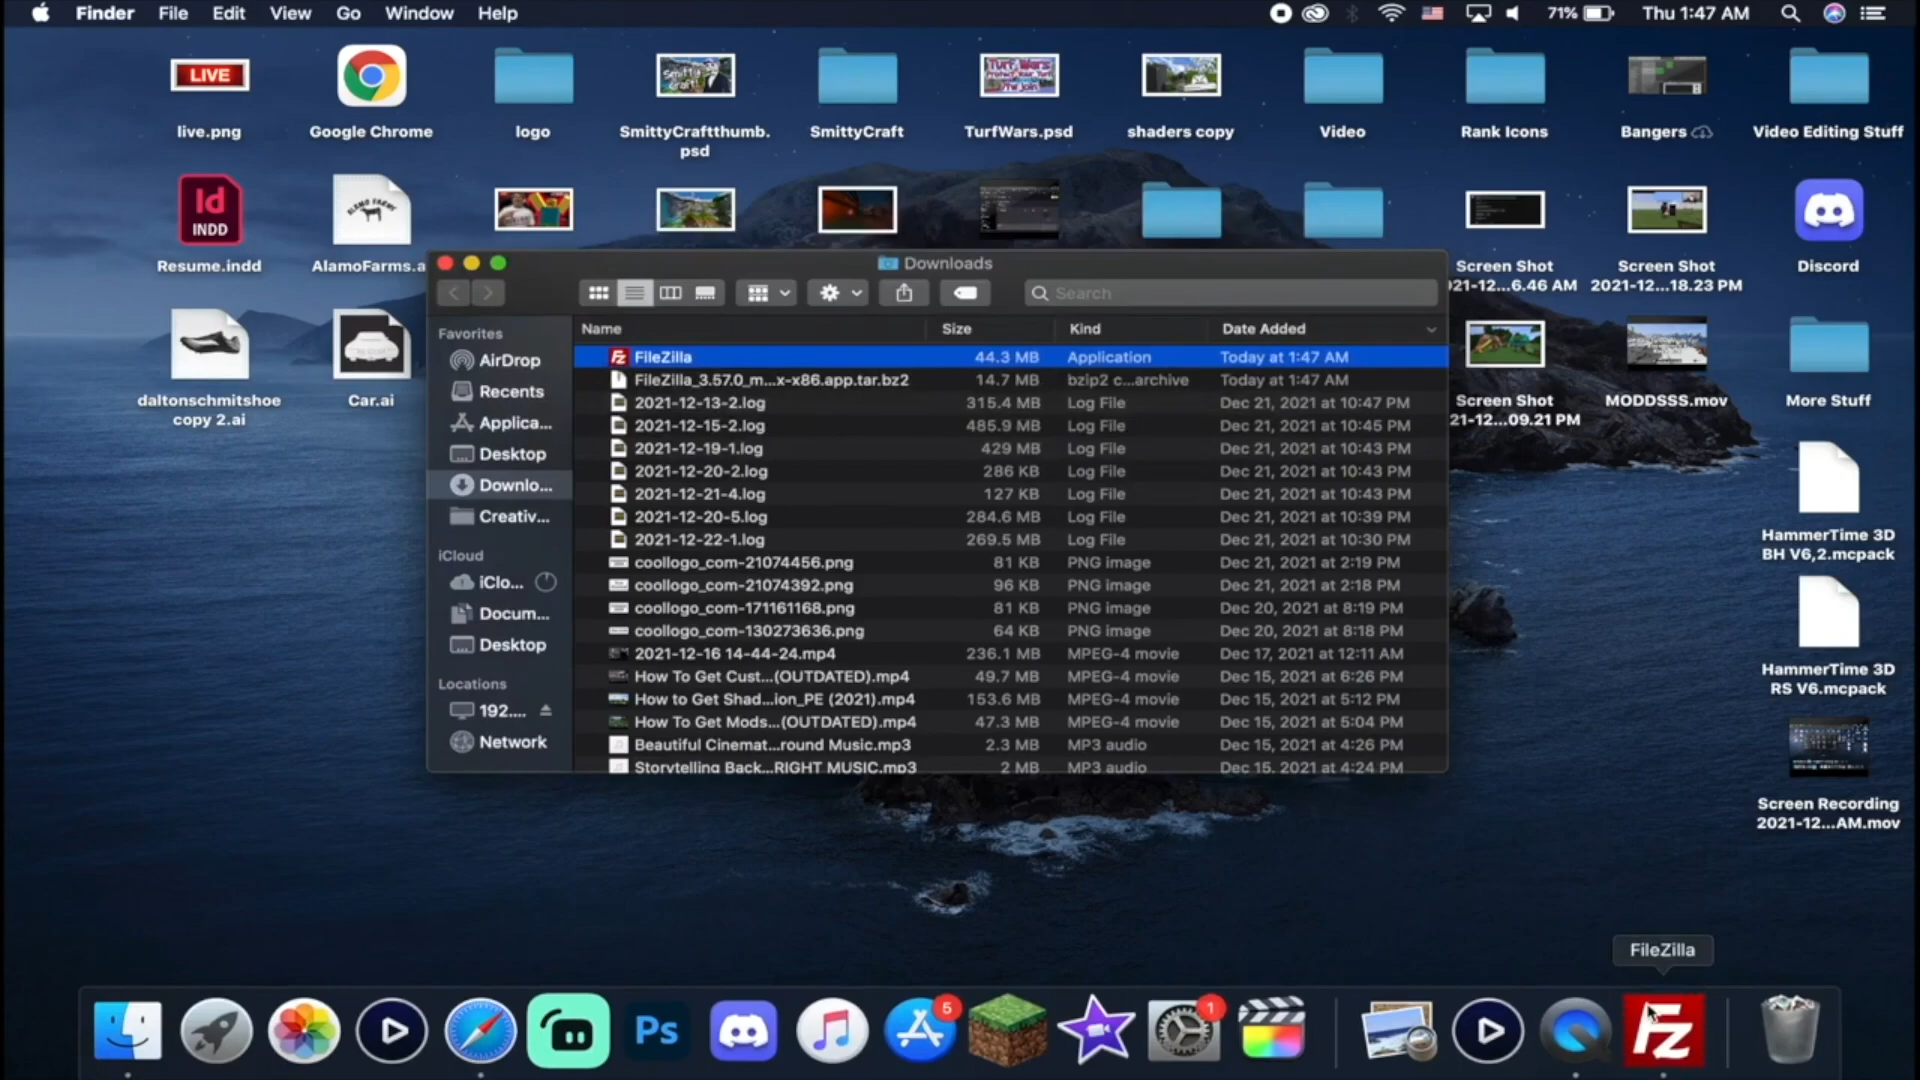 Finder File Edit View Go Window Help
71% Thu 1:47 AM
LIVE
live.png
Google Chrome
logo
SmittyCraftthumb.
psd
SmittyCraft
TurfWars.psd
shaders copy
Video
Rank Icons
Bangers
Video Editing Stuff
Id
INDD
Resume.indd
ALAMO FARMS
AlamoFarms.a
Screen Shot
21-12...6.46 AM
Screen Shot
2021-12...18.23 PM
Discord
daltonschmitshoe
copy 2.ai
Car.ai
Screen Shot
21-12...09.21 PM
MODDSSS.mov
More Stuff
HammerTime 3D
BH V6,2.mcpack
HammerTime 3D
RS V6.mcpack
Screen Recording
2021-12...AM.mov
Downloads
Search
Favorites
AirDrop
Recents
Applica...
Desktop
Downlo...
Creativ...
iCloud
iClo...
Docum...
Desktop
Locations
192....
Network
Name Size Kind Date Added
FileZilla 44.3 MB Application Today at 1:47 AM
FileZilla_3.57.0_m...x-x86.app.tar.bz2 14.7 MB bzip2 c...archive Today at 1:47 AM
2021-12-13-2.log 315.4 MB Log File Dec 21, 2021 at 10:47 PM
2021-12-15-2.log 485.9 MB Log File Dec 21, 2021 at 10:45 PM
2021-12-19-1.log 429 MB Log File Dec 21, 2021 at 10:43 PM
2021-12-20-2.log 286 KB Log File Dec 21, 2021 at 10:43 PM
2021-12-21-4.log 127 KB Log File Dec 21, 2021 at 10:43 PM
2021-12-20-5.log 284.6 MB Log File Dec 21, 2021 at 10:39 PM
2021-12-22-1.log 269.5 MB Log File Dec 21, 2021 at 10:30 PM
coollogo_com-21074456.png 81 KB PNG image Dec 21, 2021 at 2:19 PM
coollogo_com-21074392.png 96 KB PNG image Dec 21, 2021 at 2:18 PM
coollogo_com-171161168.png 81 KB PNG image Dec 20, 2021 at 8:19 PM
coollogo_com-130273636.png 64 KB PNG image Dec 20, 2021 at 8:18 PM
2021-12-16 14-44-24.mp4 236.1 MB MPEG-4 movie Dec 17, 2021 at 12:11 AM
How To Get Cust...(OUTDATED).mp4 49.7 MB MPEG-4 movie Dec 15, 2021 at 6:26 PM
How to Get Shad...ion_PE (2021).mp4 153.6 MB MPEG-4 movie Dec 15, 2021 at 5:12 PM
How To Get Mods...(OUTDATED).mp4 47.3 MB MPEG-4 movie Dec 15, 2021 at 5:04 PM
Beautiful Cinemat...round Music.mp3 2.3 MB MP3 audio Dec 15, 2021 at 4:26 PM
Storytelling Back...RIGHT MUSIC.mp3 2 MB MP3 audio Dec 15, 2021 at 4:24 PM
FileZilla
Ps
5
1
Fz